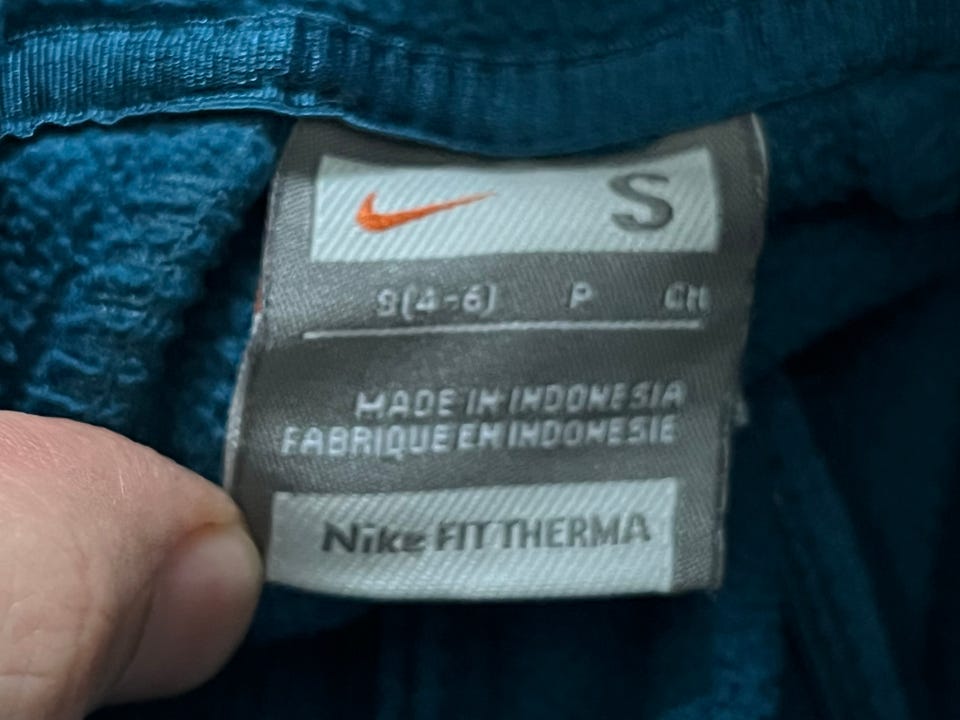 S
S(4-6) P CH
MADE IN INDONESIA
FABRIQUE EN INDONESIE
Nike FIT THERMA